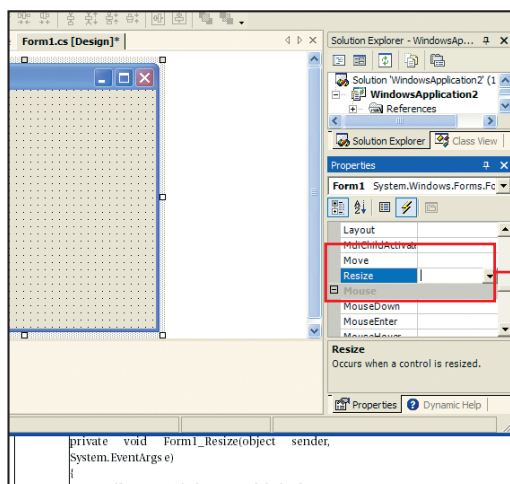 Form1.cs [Design]*
Solution Explorer - WindowsAp...
Solution 'WindowsApplication2' (1
WindowsApplication2
References
Solution Explorer
Class View
Properties
Form1 System.Windows.Forms.Fo
Layout
MdiChildActivat
Move
Resize
Mouse
MouseDown
MouseEnter
MouseHover
Resize
Occurs when a control is resized.
Properties
Dynamic Help
private void Form1_Resize(object sender,
System.EventArgs e)
{